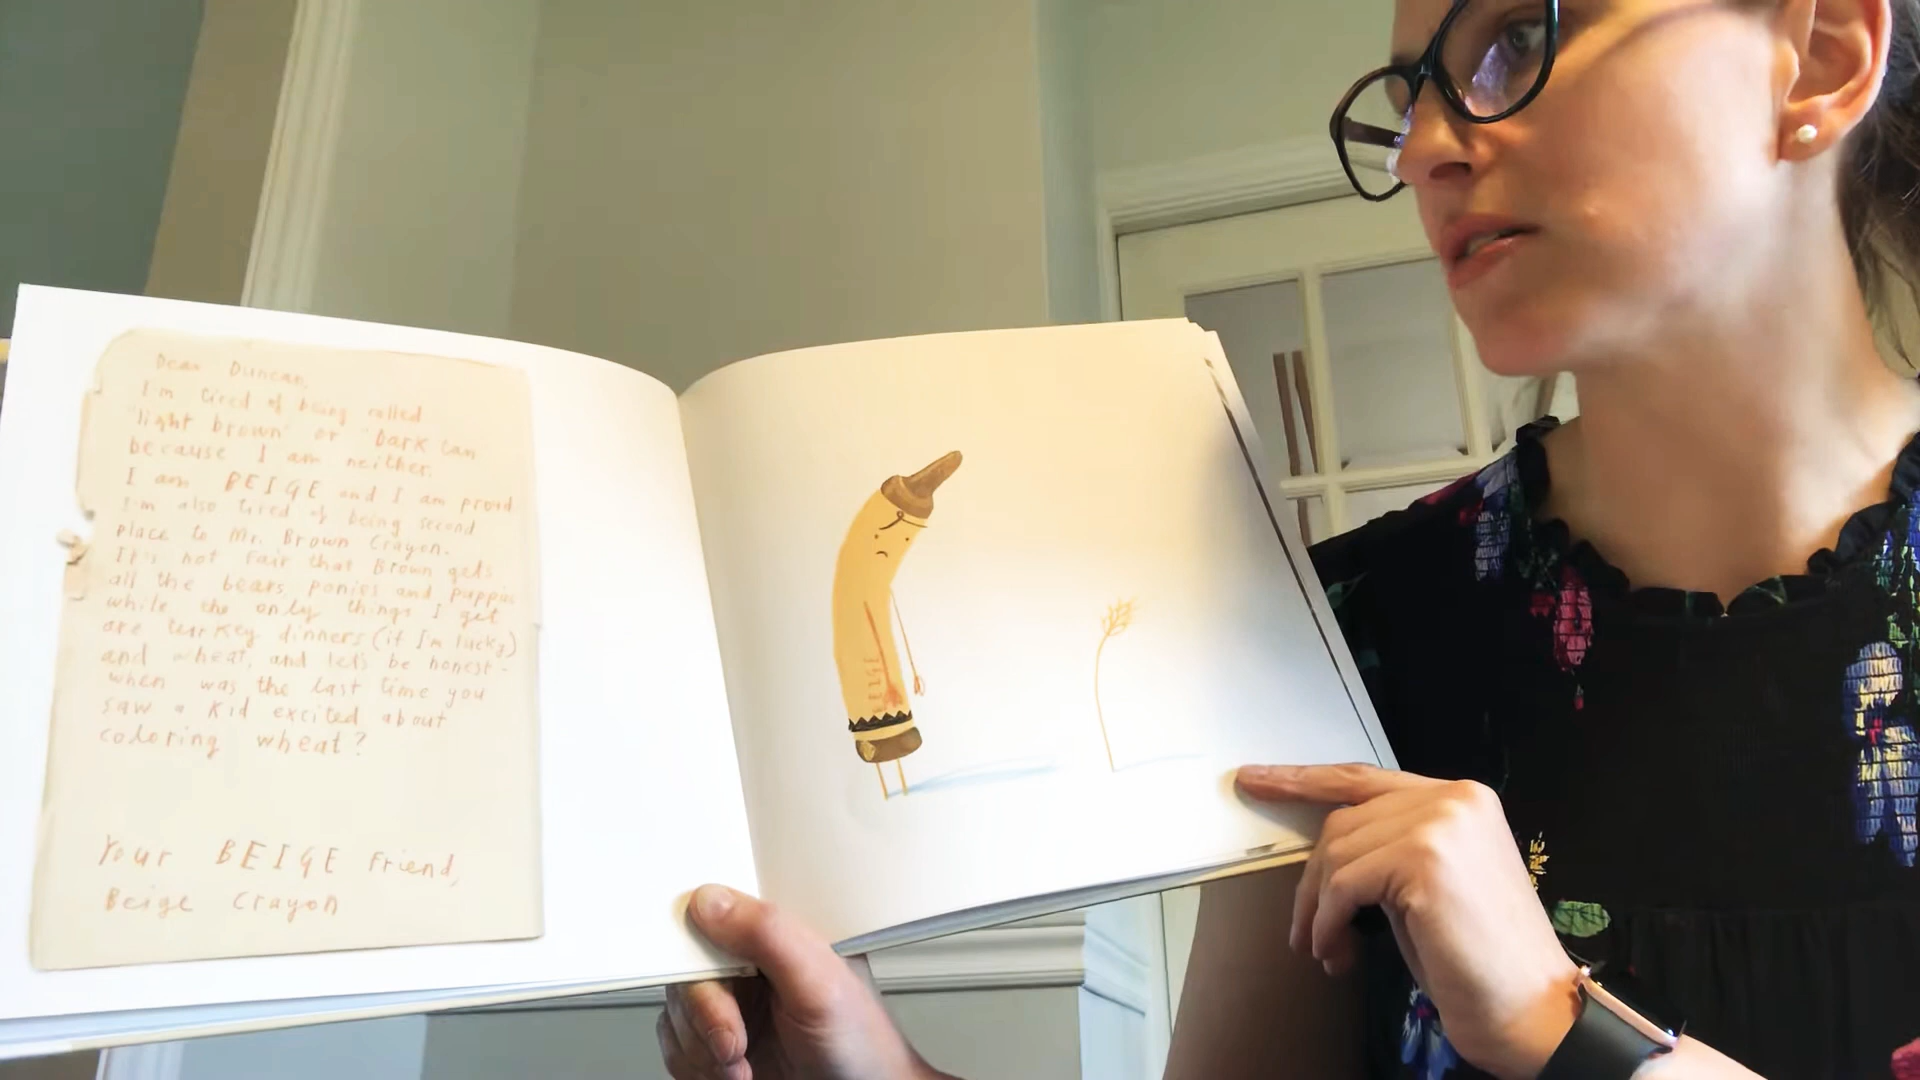 Dear Duncan,
I'm tired of being called
"light brown" or "Dark tan"
because I am neither.
I am BEIGE and I am proud
I'm also tired of being second
place to Mr. Brown Crayon.
It's not fair that Brown gets
all the bears, ponies and puppies
while the only things I get
are turkey dinners (if I'm lucky)
and wheat, and let's be honest-
when was the last time you
saw a kid excited about
coloring wheat?
Your BEIGE friend,
Beige Crayon
BEIGE